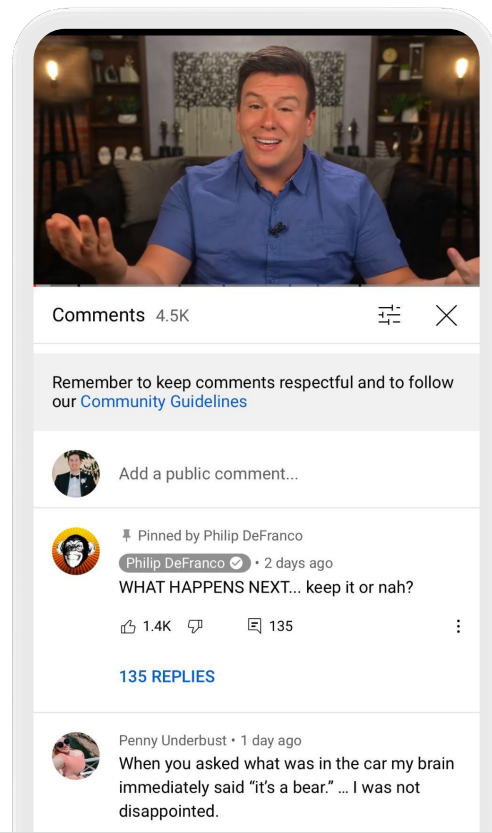 Comments 4.5K
Remember to keep comments respectful and to follow
our Community Guidelines
Add a public comment...
Pinned by Philip DeFranco
Philip DeFranco • 2 days ago
WHAT HAPPENS NEXT... keep it or nah?
1.4K 135
135 REPLIES
Penny Underbust • 1 day ago
When you asked what was in the car my brain
immediately said “it’s a bear.” ... I was not
disappointed.